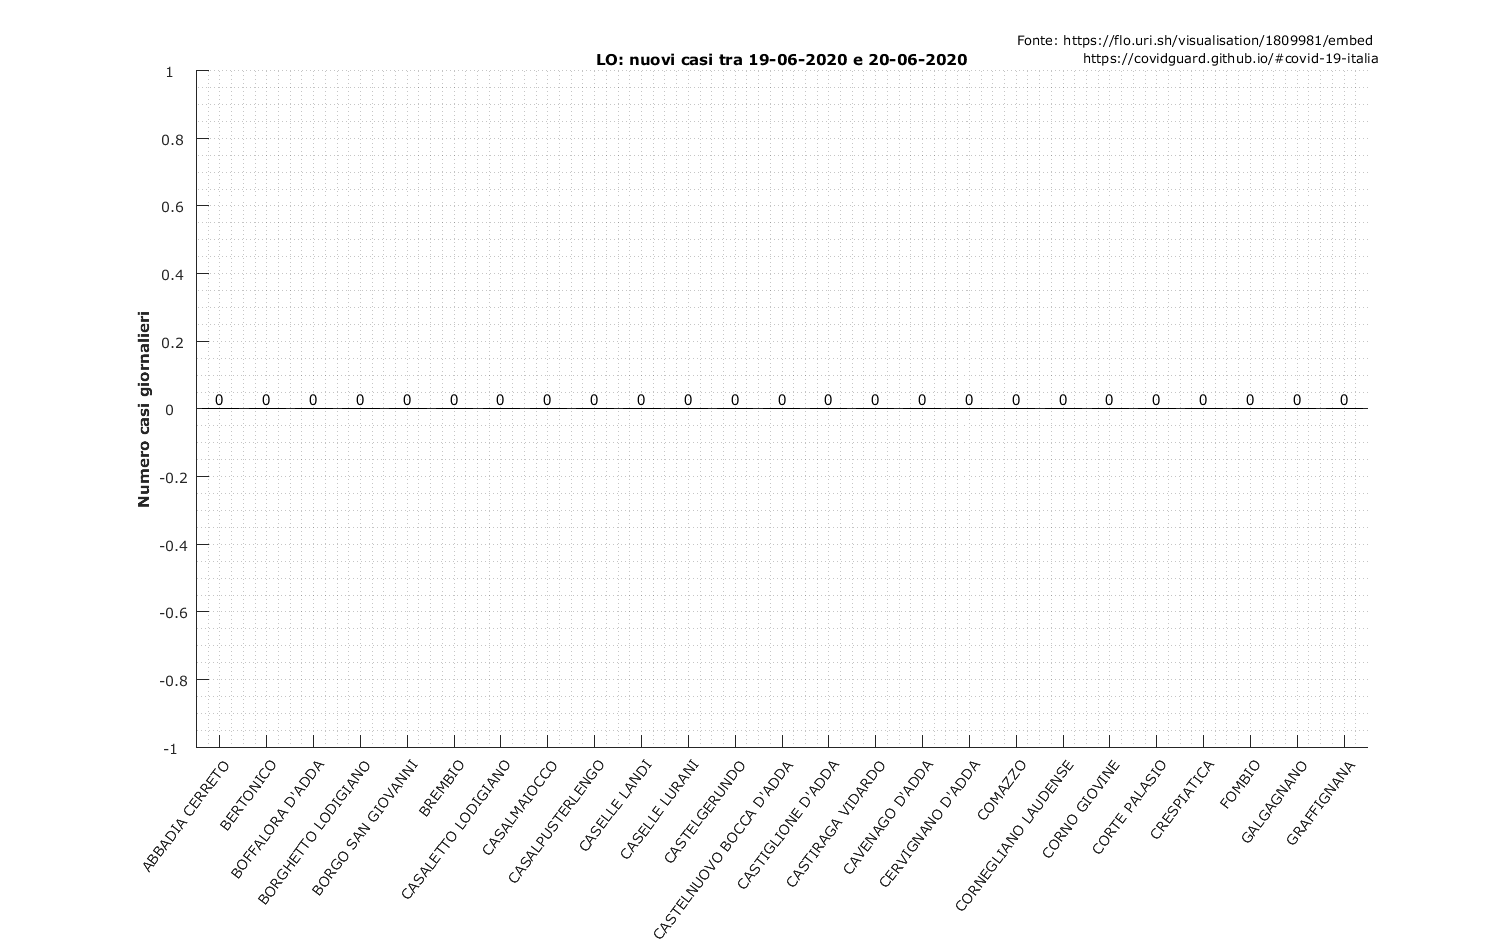 Fonte: https://flo.uri.sh/visualisation/1809981/embed
https://covidguard.github.io/#covid-19-italia
LO: nuovi casi tra 19-06-2020 e 20-06-2020
Numero casi giornalieri
1
0.8
0.6
0.4
0.2
0
-0.2
-0.4
-0.6
-0.8
-1
0 0 0 0 0 0 0 0 0 0 0 0 0 0 0 0 0 0 0 0 0 0 0 0 0
ABBADIA CERRETO
BERTONICO
BOFFALORA D'ADDA
BORGHETTO LODIGIANO
BORGO SAN GIOVANNI
BREMBIO
CASALETTO LODIGIANO
CASALMAIOCCO
CASALPUSTERLENGO
CASELLE LANDI
CASELLE LURANI
CASTELGERUNDO
CASTELNUOVO BOCCA D'ADDA
CASTIGLIONE D'ADDA
CASTIRAGA VIDARDO
CAVENAGO D'ADDA
CERVIGNANO D'ADDA
COMAZZO
CORNEGLIANO LAUDENSE
CORNO GIOVINE
CORTE PALASIO
CRESPIATICA
FOMBIO
GALGAGNANO
GRAFFIGNANA